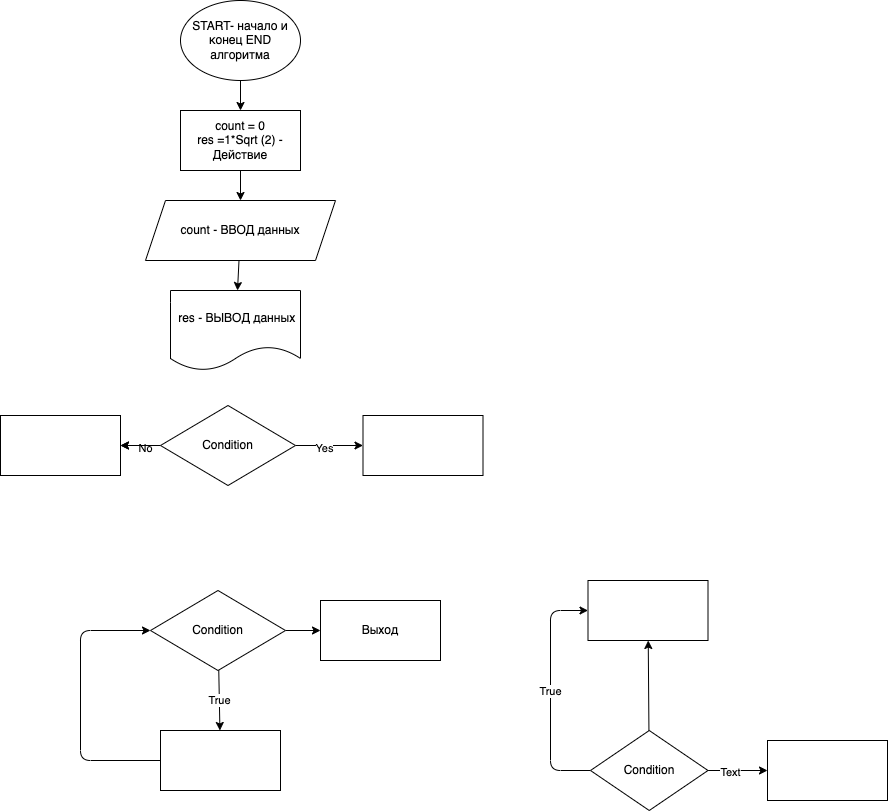 START- начало и
конец END
алгоритма
count = 0
res =1*Sqrt (2) -
Действие
count - ВВОД данных
res - ВЫВОД данных
No
Condition
Yes
Condition
Выход
True
True
Condition
Text